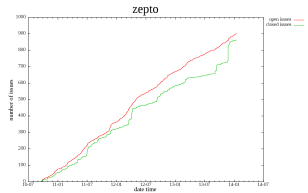 zepto
open issues
closed issues
1000
900
800
700
600
500
400
300
200
100
0
number of issues
10-07 11-01 11-07 12-01 12-07 13-01 13-07 14-01 14-07
date time